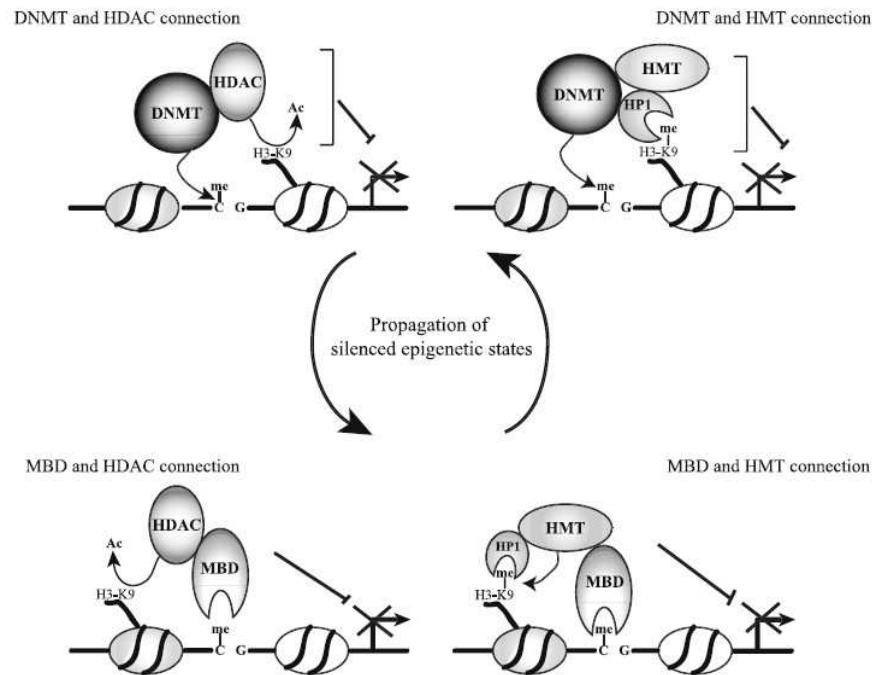 DNMT and HDAC connection
HDAC
DNMT
Ac
H3-K9
me
C G
DNMT and HMT connection
HMT
DNMT
HP1
me
H3-K9
me
C G
Propagation of
silenced epigenetic states
MBD and HDAC connection
HDAC
Ac
MBD
H3-K9
me
C G
MBD and HMT connection
HMT
HP1
me
MBD
H3-K9
me
C G